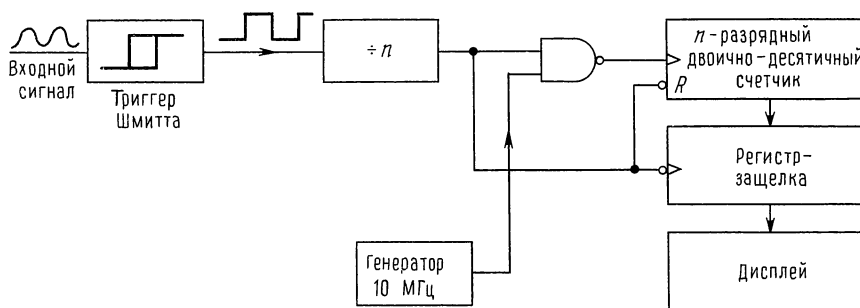 Входной
сигнал
Триггер
Шмитта
÷ n
Генератор
10 МГц
n-разрядный
двоично-десятичный
счетчик
R
Регистр-
защелка
Дисплей